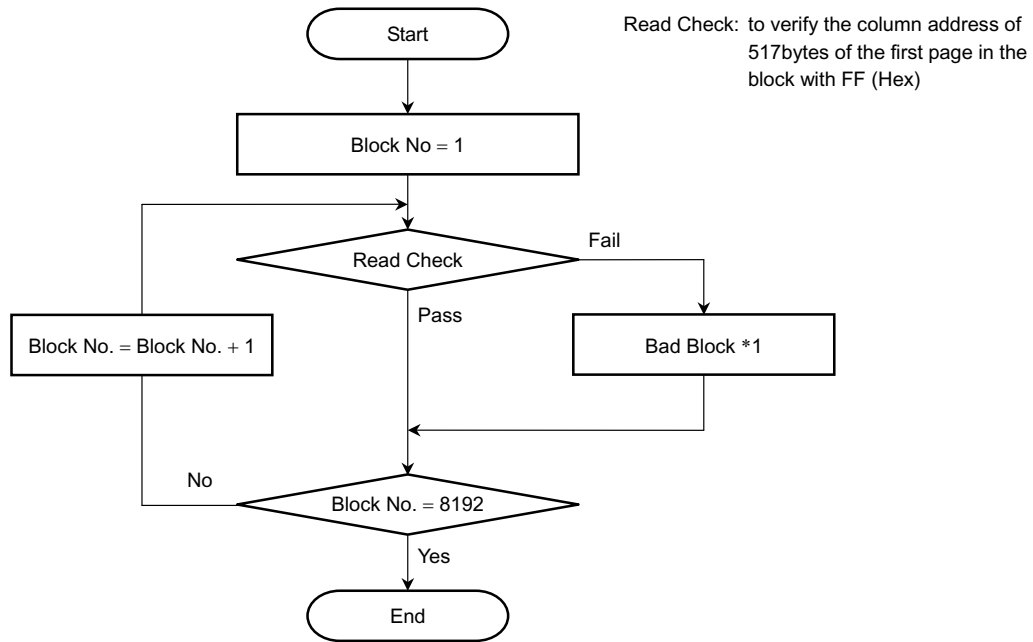 Start
Read Check: to verify the column address of
517bytes of the first page in the
block with FF (Hex)
Block No = 1
Fail
Read Check
Pass
Block No. = Block No. + 1
Bad Block *1
No
Block No. = 8192
Yes
End